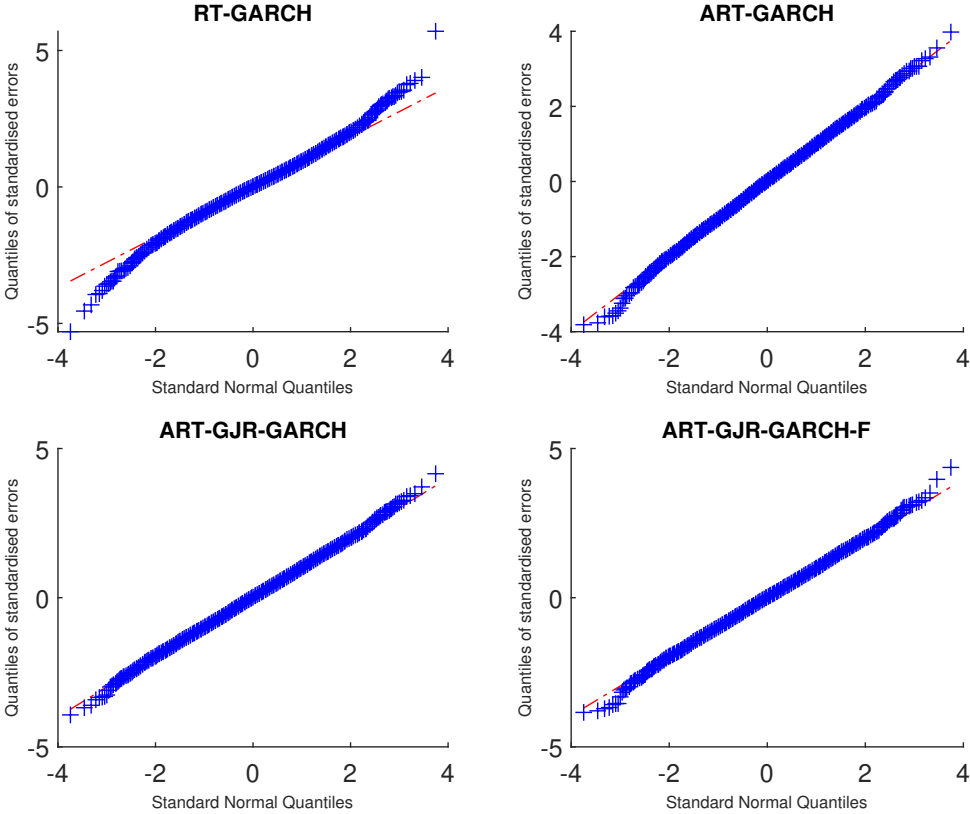 RT-GARCH
Quantiles of standardised errors
5
0
-5
-4
-2
0
2
4
Standard Normal Quantiles
ART-GARCH
Quantiles of standardised errors
4
2
0
-2
-4
-4
-2
0
2
4
Standard Normal Quantiles
ART-GJR-GARCH
Quantiles of standardised errors
5
0
-5
-4
-2
0
2
4
Standard Normal Quantiles
ART-GJR-GARCH-F
Quantiles of standardised errors
5
0
-5
-4
-2
0
2
4
Standard Normal Quantiles